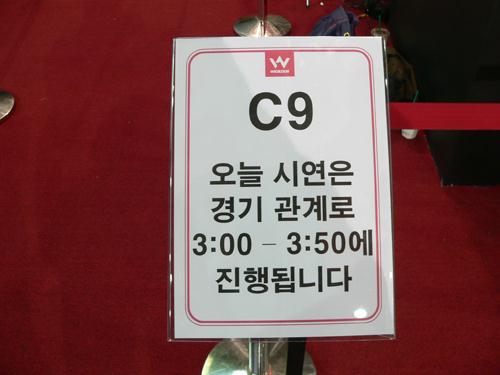 WEBZEN
C9
오늘 시연은
경기 관계로
3:00 – 3:50에
진행됩니다